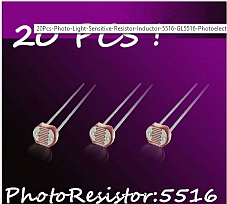 20 PCS !
20Pcs-Photo-Light-Sensitive-Resistor-Inductor-5516-GL5516-Photoelect
PhotoResistor:5516